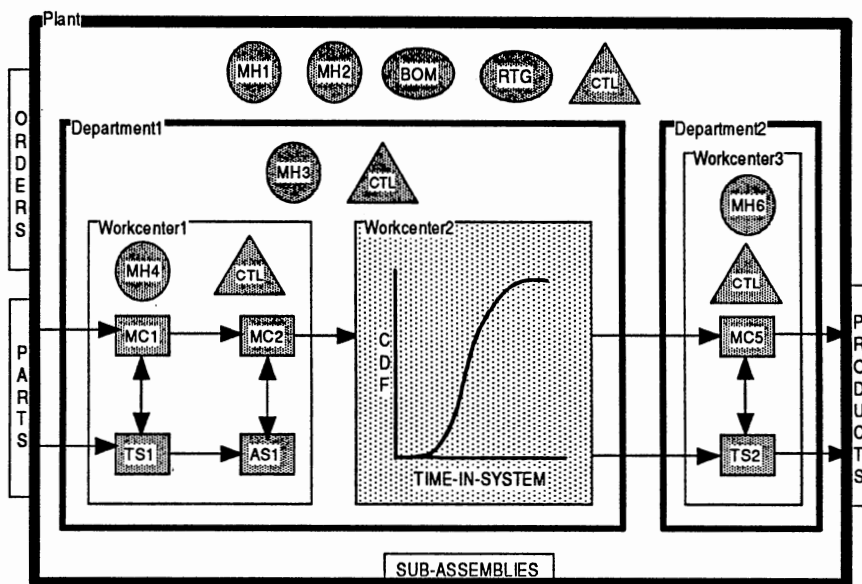 Plant
MH1 MH2 BOM RTG CTL
ORDERS
Department1
Department2
MH3 CTL
Workcenter3
MH6
Workcenter1
Workcenter2
MH4 CTL
CTL
PARTS
MC1 MC2
CDF
MC5
PRODUCTS
TS1 AS1
TS2
TIME-IN-SYSTEM
SUB-ASSEMBLIES